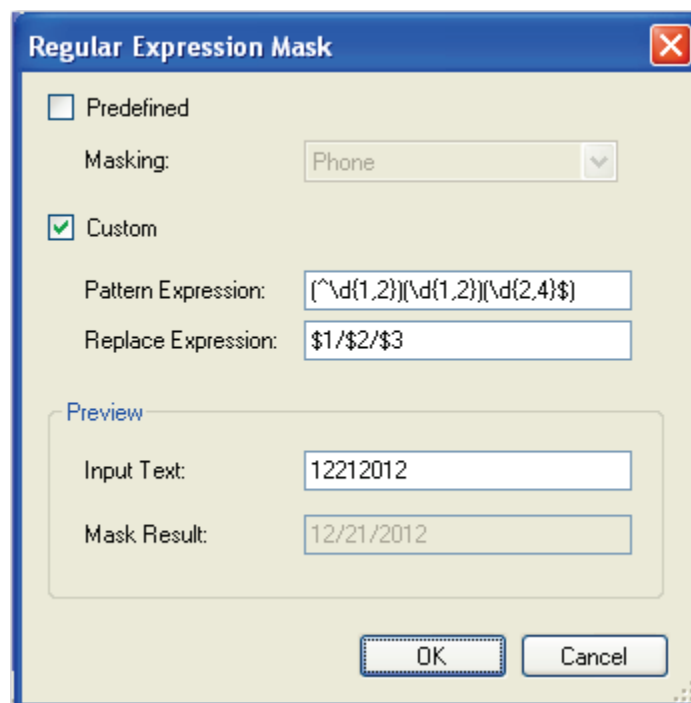 Regular Expression Mask
Predefined
Masking: Phone
Custom
Pattern Expression: (^\d{1,2})(\d{1,2})(\d{2,4}$)
Replace Expression: $1/$2/$3
Preview
Input Text: 12212012
Mask Result: 12/21/2012
OK Cancel